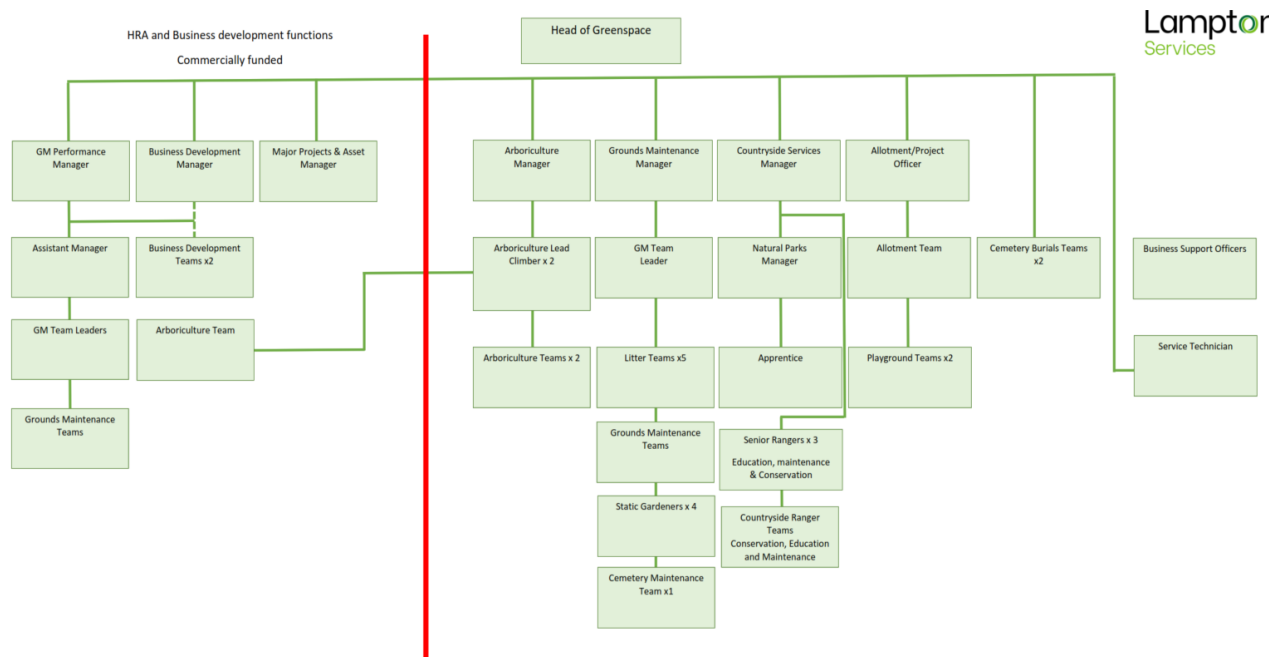 HRA and Business development functions
Commercially funded
Head of Greenspace
Lampton
Services
GM Performance
Manager
Business Development
Manager
Major Projects & Asset
Manager
Arboriculture
Manager
Grounds Maintenance
Manager
Countryside Services
Manager
Allotment/Project
Officer
Assistant Manager
Business Development
Teams x2
Arboriculture Lead
Climber x 2
GM Team
Leader
Natural Parks
Manager
Allotment Team
Cemetery Burials Teams
x2
Business Support Officers
GM Team Leaders
Arboriculture Team
Arboriculture Teams x 2
Litter Teams x5
Apprentice
Playground Teams x2
Service Technician
Grounds Maintenance
Teams
Grounds Maintenance
Teams
Senior Rangers x 3
Education, maintenance
& Conservation
Static Gardeners x 4
Countryside Ranger
Teams
Conservation, Education
and Maintenance
Cemetery Maintenance
Team x1